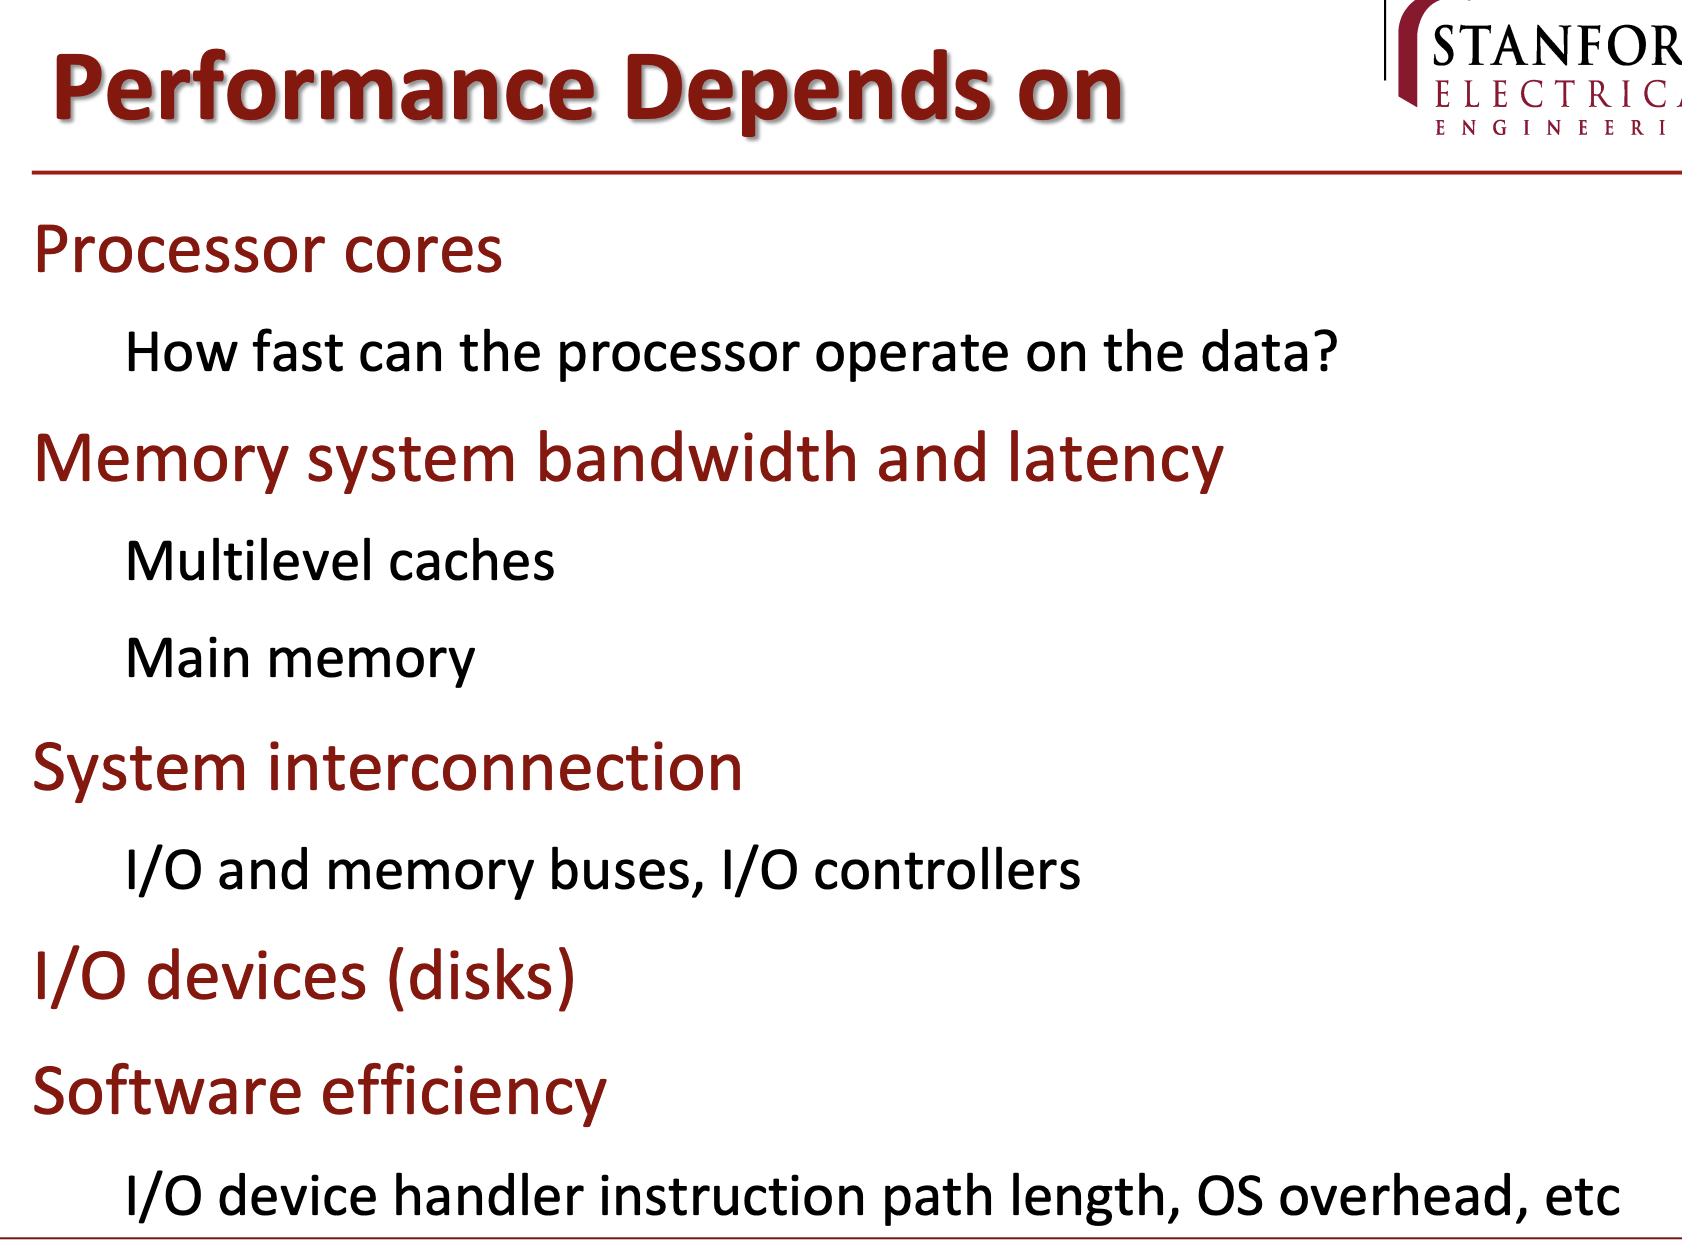 Performance Depends on
STANFOR
ELECTRICA
ENGINEERI
Processor cores
How fast can the processor operate on the data?
Memory system bandwidth and latency
Multilevel caches
Main memory
System interconnection
I/O and memory buses, I/O controllers
I/O devices (disks)
Software efficiency
I/O device handler instruction path length, OS overhead, etc